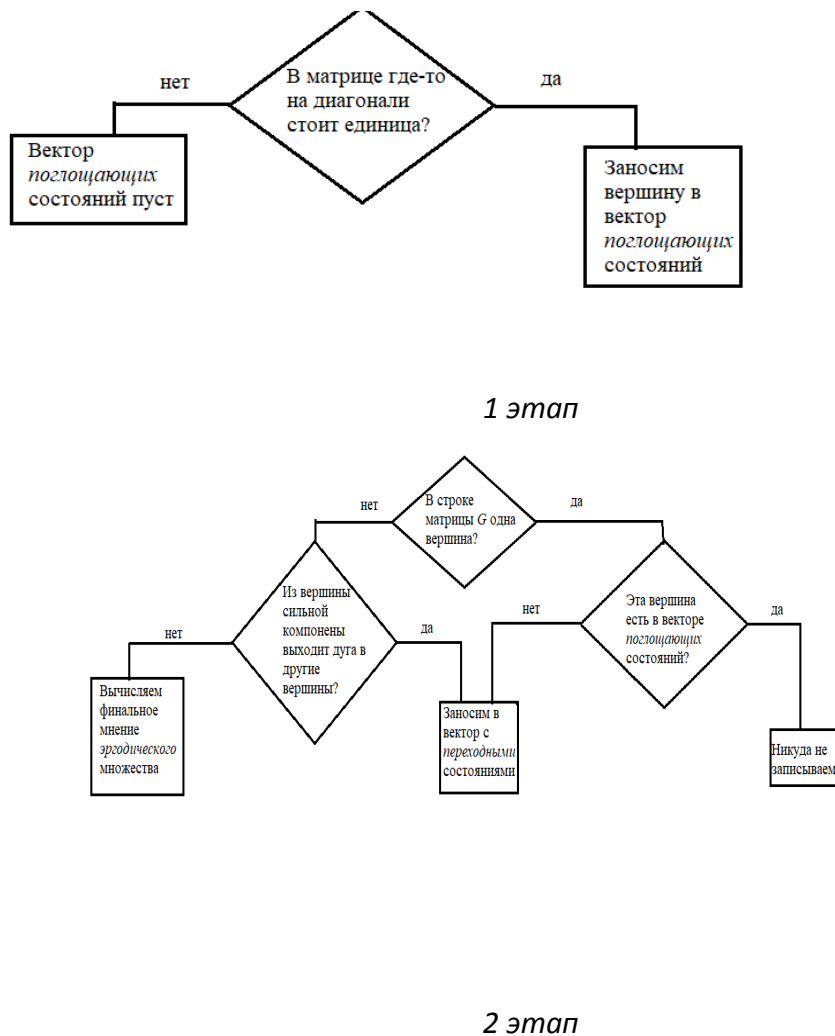 нет
В матрице где-то
на диагонали
стоит единица?
да
Вектор
поглощающих
состояний пуст
Заносим
вершину в
вектор
поглощающих
состояний
1 этап
нет
В строке
матрицы G одна
вершина?
да
нет
Из вершины
сильной
компонены
выходит дуга в
другие
вершины?
да
нет
Эта вершина
есть в векторе
поглощающих
состояний?
да
Вычисляем
финальное
мнение
эргодического
множества
Заносим в
вектор с
переходными
состояниями
Никуда не
записываем
2 этап